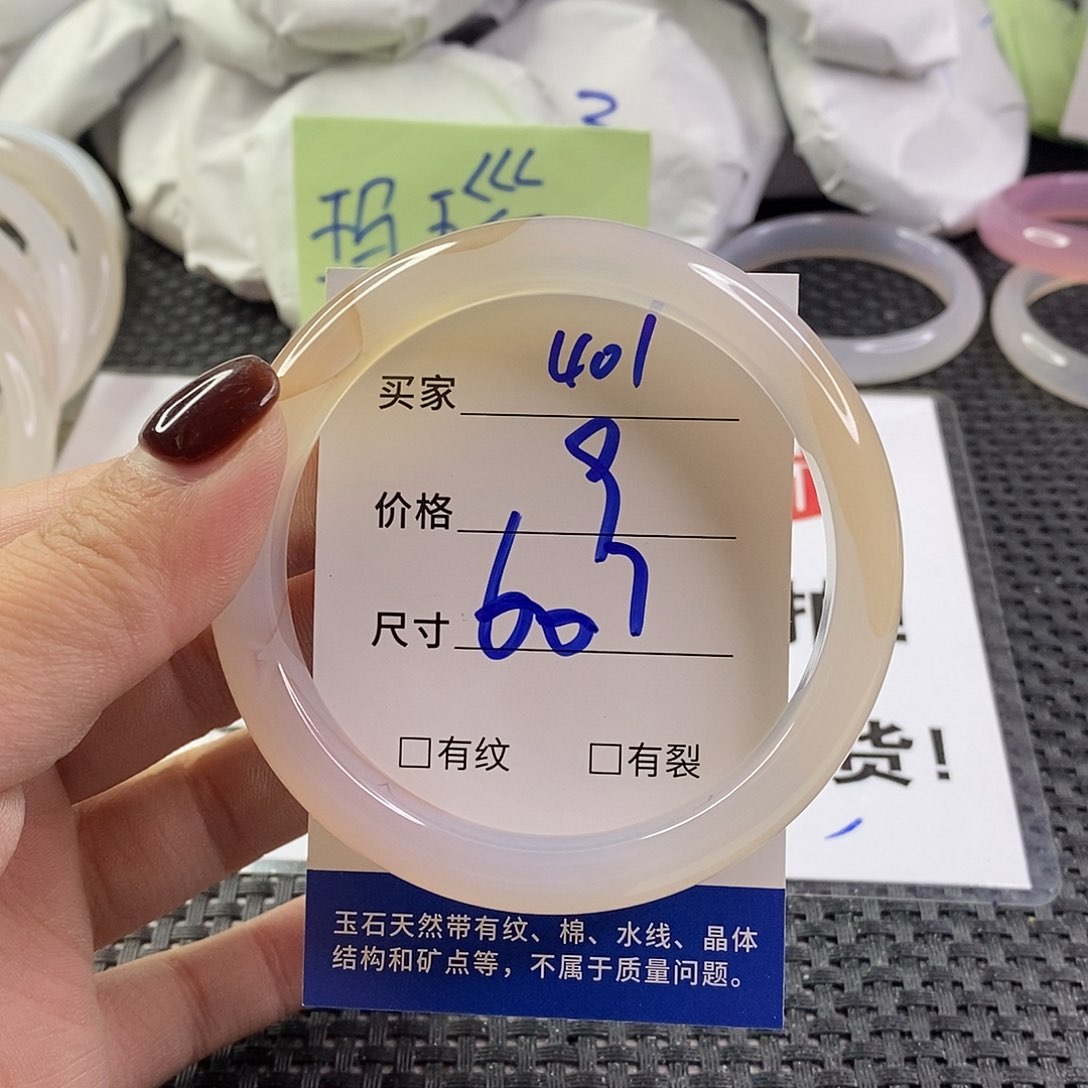 玛瑙
买家 401
价格
尺寸 60
□有纹 □有裂
玉石天然带有纹、棉、水线、晶体
结构和矿点等，不属于质量问题。
货！